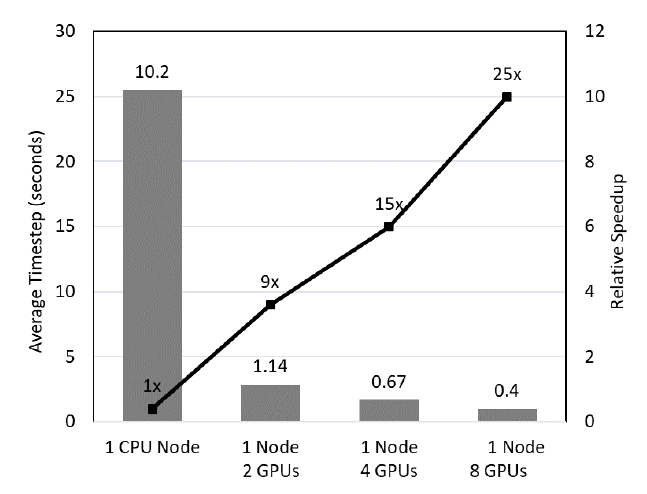 30
25
20
15
10
5
0
Average Timestep (seconds)
12
10
8
6
4
2
0
Relative Speedup
10.2
1.14
0.67
0.4
1x
9x
15x
25x
1 CPU Node
1 Node
2 GPUs
1 Node
4 GPUs
1 Node
8 GPUs